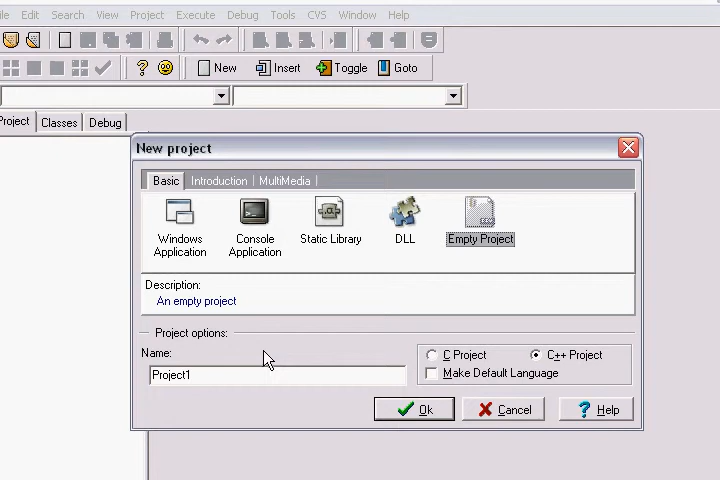 ile Edit Search View Project Execute Debug Tools CVS Window Help
New Insert Toggle Goto
Project Classes Debug
New project
Basic Introduction MultiMedia
Windows Application
Console Application
Static Library
DLL
Empty Project
Description:
An empty project
Project options:
Name:
Project1
C Project C++ Project
Make Default Language
Ok Cancel Help